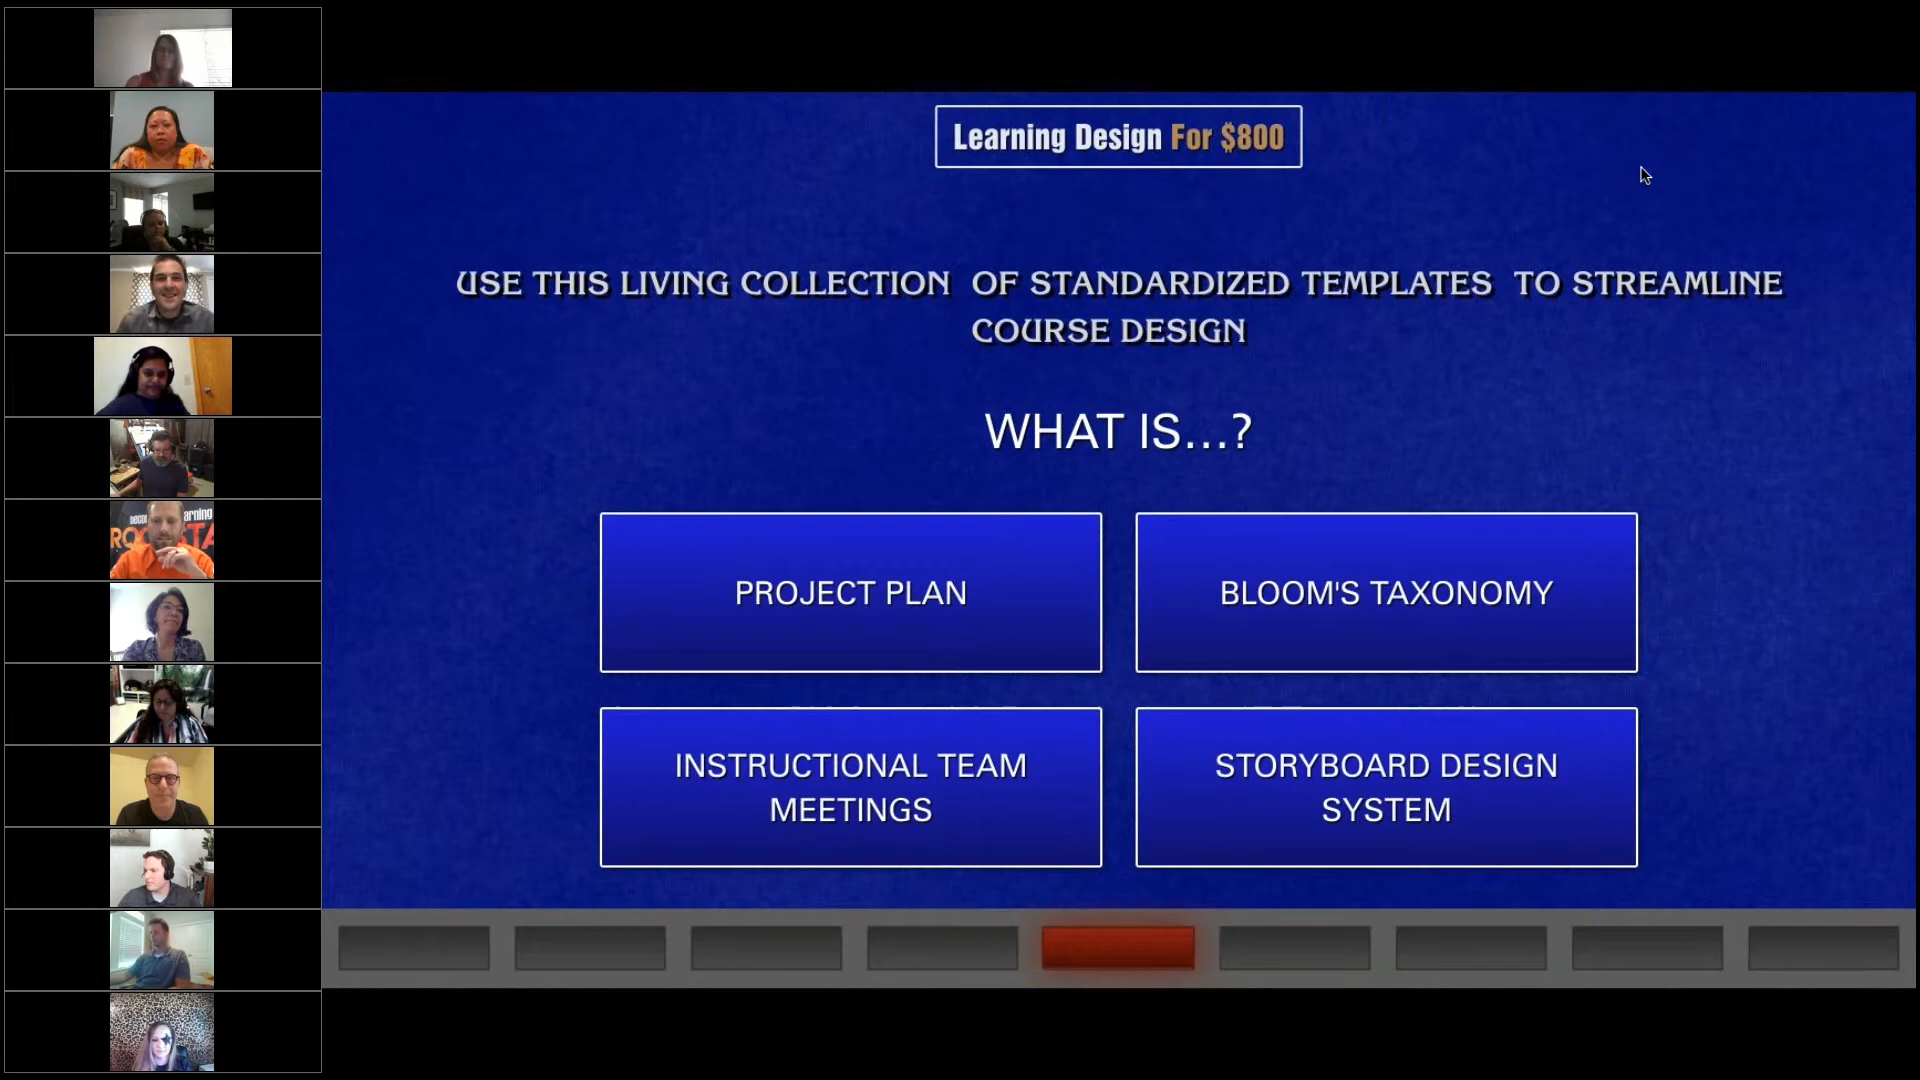 Learning Design For $800
USE THIS LIVING COLLECTION OF STANDARDIZED TEMPLATES TO STREAMLINE
COURSE DESIGN
WHAT IS...?
PROJECT PLAN
BLOOM'S TAXONOMY
INSTRUCTIONAL TEAM
MEETINGS
STORYBOARD DESIGN
SYSTEM